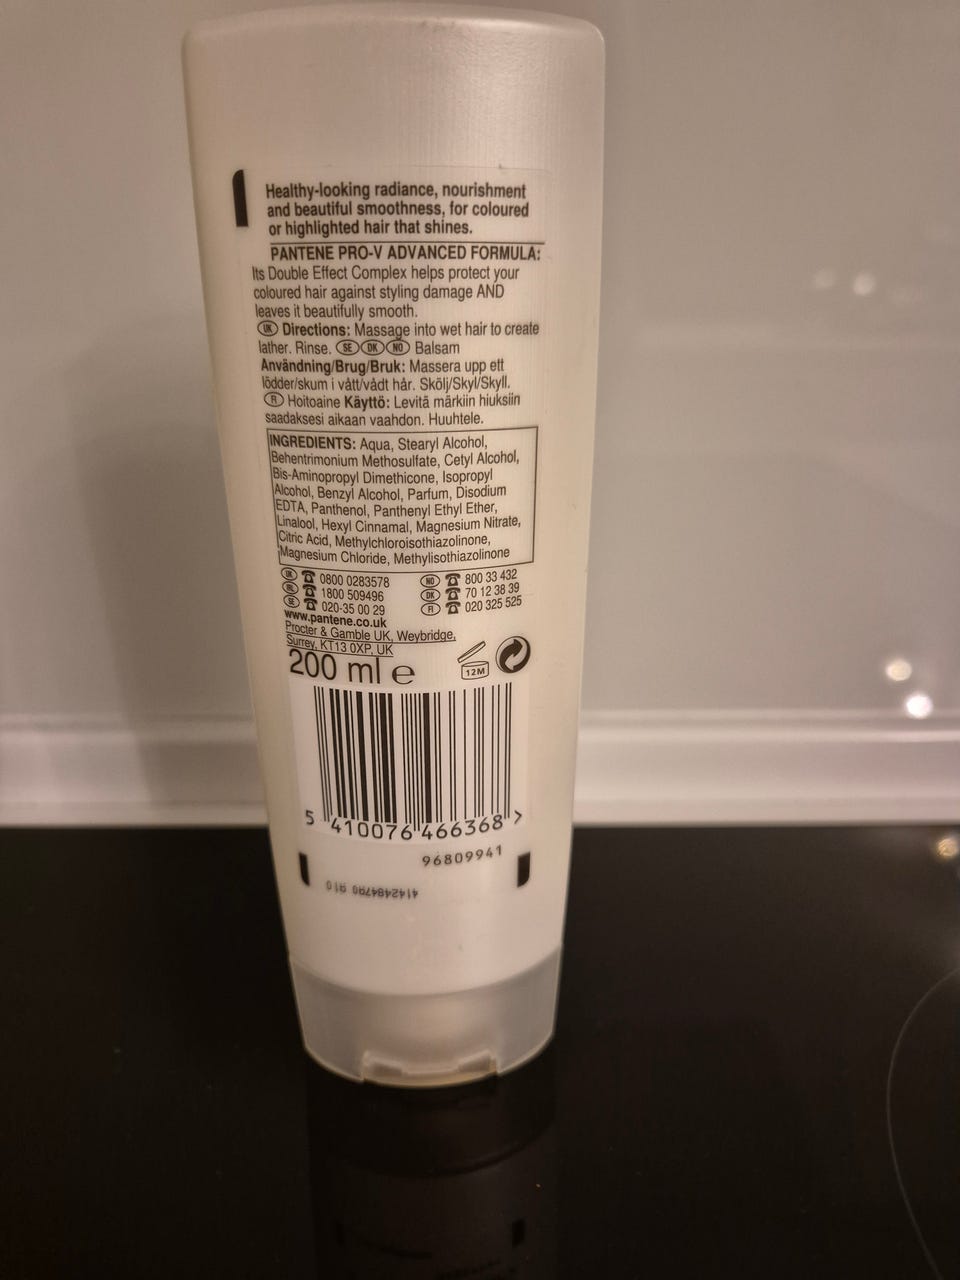 Healthy-looking radiance, nourishment
and beautiful smoothness, for coloured
or highlighted hair that shines.
PANTENE PRO-V ADVANCED FORMULA:
Its Double Effect Complex helps protect your
coloured hair against styling damage AND
leaves it beautifully smooth.
UK Directions: Massage into wet hair to create
lather. Rinse. SE DK NO Balsam
Användning/Brug/Bruk: Massera upp ett
lödder/skum i vått/vådt hår. Skölj/Skyl/Skyll.
FI Hoitoaine Käyttö: Levitä märkiin hiuksiin
saadaksesi aikaan vaahdon. Huuhtele.
INGREDIENTS: Aqua, Stearyl Alcohol,
Behentrimonium Methosulfate, Cetyl Alcohol,
Bis-Aminopropyl Dimethicone, Isopropyl
Alcohol, Benzyl Alcohol, Parfum, Disodium
EDTA, Panthenol, Panthenyl Ethyl Ether,
Linalool, Hexyl Cinnamal, Magnesium Nitrate,
Citric Acid, Methylchloroisothiazolinone,
Magnesium Chloride, Methylisothiazolinone
UK 0800 0283578 NO 800 33 432
IRL 1800 509496 DK 70 12 38 39
SE 020-35 00 29 FI 020 325 525
www.pantene.co.uk
Procter & Gamble UK, Weybridge,
Surrey, KT13 0XP, UK
200 ml e 12M
5 410076 466368 >
96809941